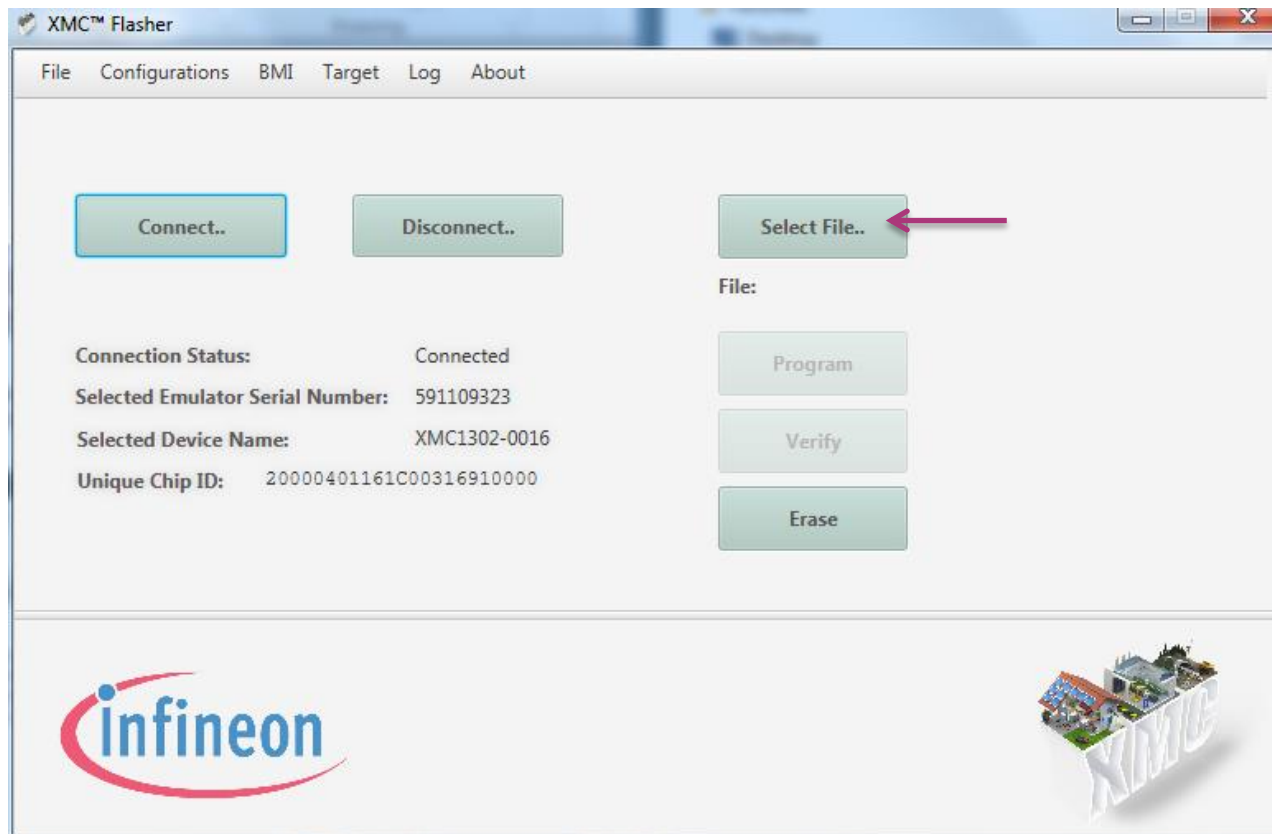 XMC™ Flasher
File Configurations BMI Target Log About
Connect.. Disconnect.. Select File..
File:
Connection Status: Connected
Program
Selected Emulator Serial Number: 591109323
Selected Device Name: XMC1302-0016
Verify
Unique Chip ID: 20000401161C00316910000
Erase
infineon
XMC